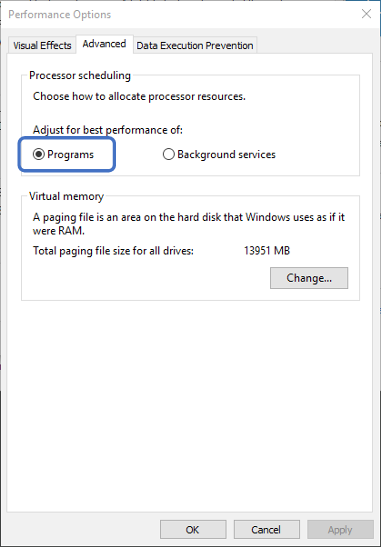 Performance Options
Visual Effects Advanced Data Execution Prevention
Processor scheduling
Choose how to allocate processor resources.
Adjust for best performance of:
Programs Background services
Virtual memory
A paging file is an area on the hard disk that Windows uses as if it
were RAM.
Total paging file size for all drives: 13951 MB
Change...
OK Cancel Apply